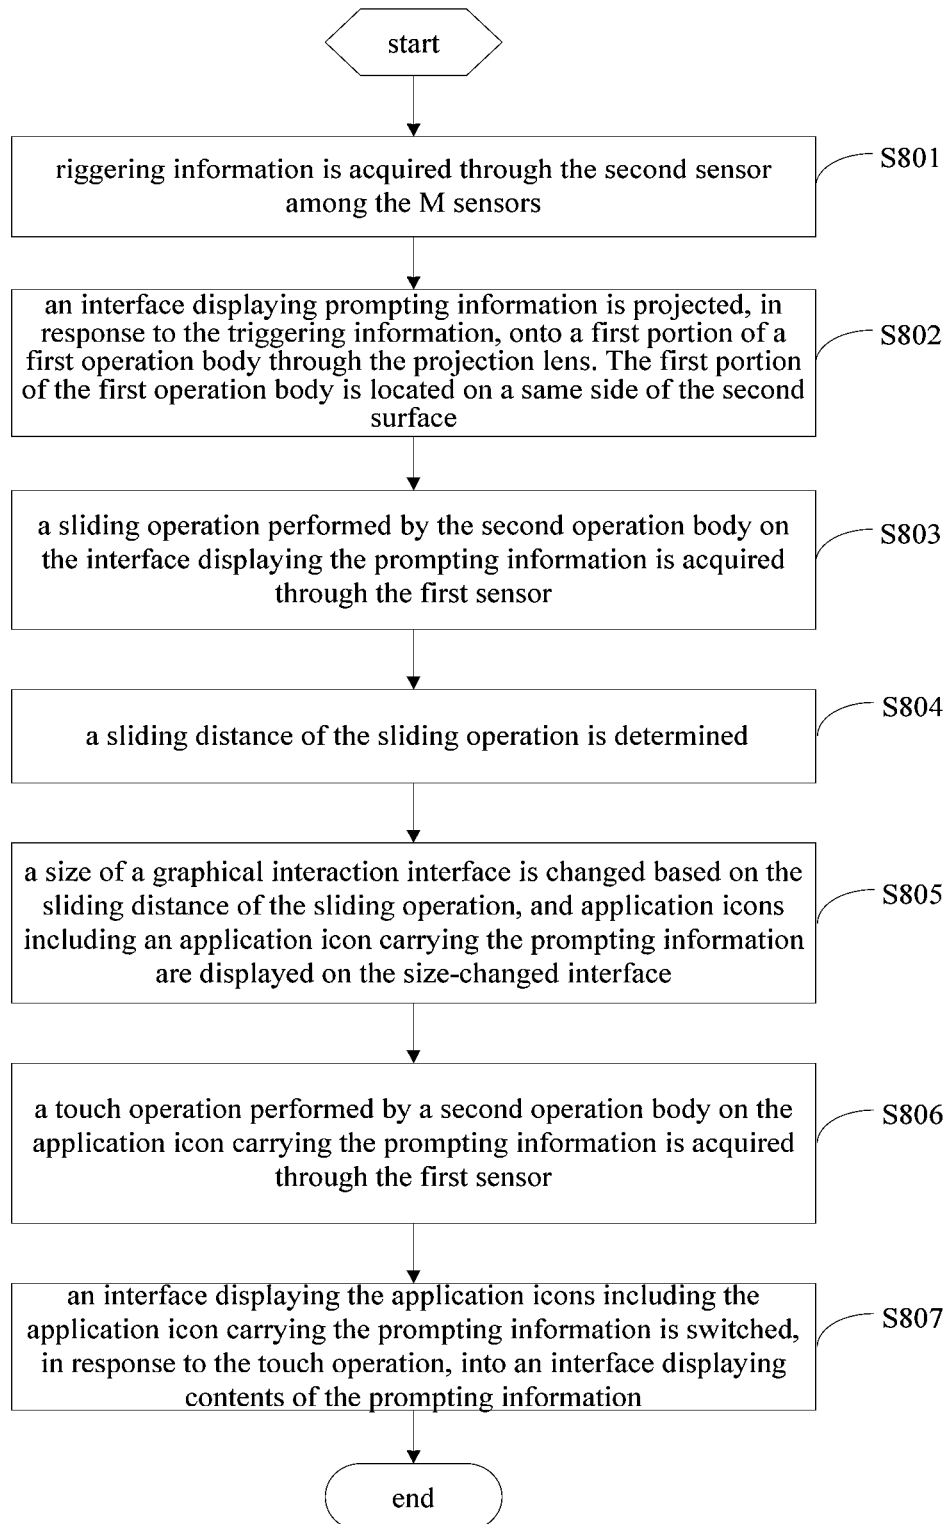 start
riggering information is acquired through the second sensor
among the M sensors
S801
an interface displaying prompting information is projected, in
response to the triggering information, onto a first portion of a
first operation body through the projection lens. The first portion
of the first operation body is located on a same side of the second
surface
S802
a sliding operation performed by the second operation body on
the interface displaying the prompting information is acquired
through the first sensor
S803
a sliding distance of the sliding operation is determined
S804
a size of a graphical interaction interface is changed based on the
sliding distance of the sliding operation, and application icons
including an application icon carrying the prompting information
are displayed on the size-changed interface
S805
a touch operation performed by a second operation body on the
application icon carrying the prompting information is acquired
through the first sensor
S806
an interface displaying the application icons including the
application icon carrying the prompting information is switched,
in response to the touch operation, into an interface displaying
contents of the prompting information
S807
end